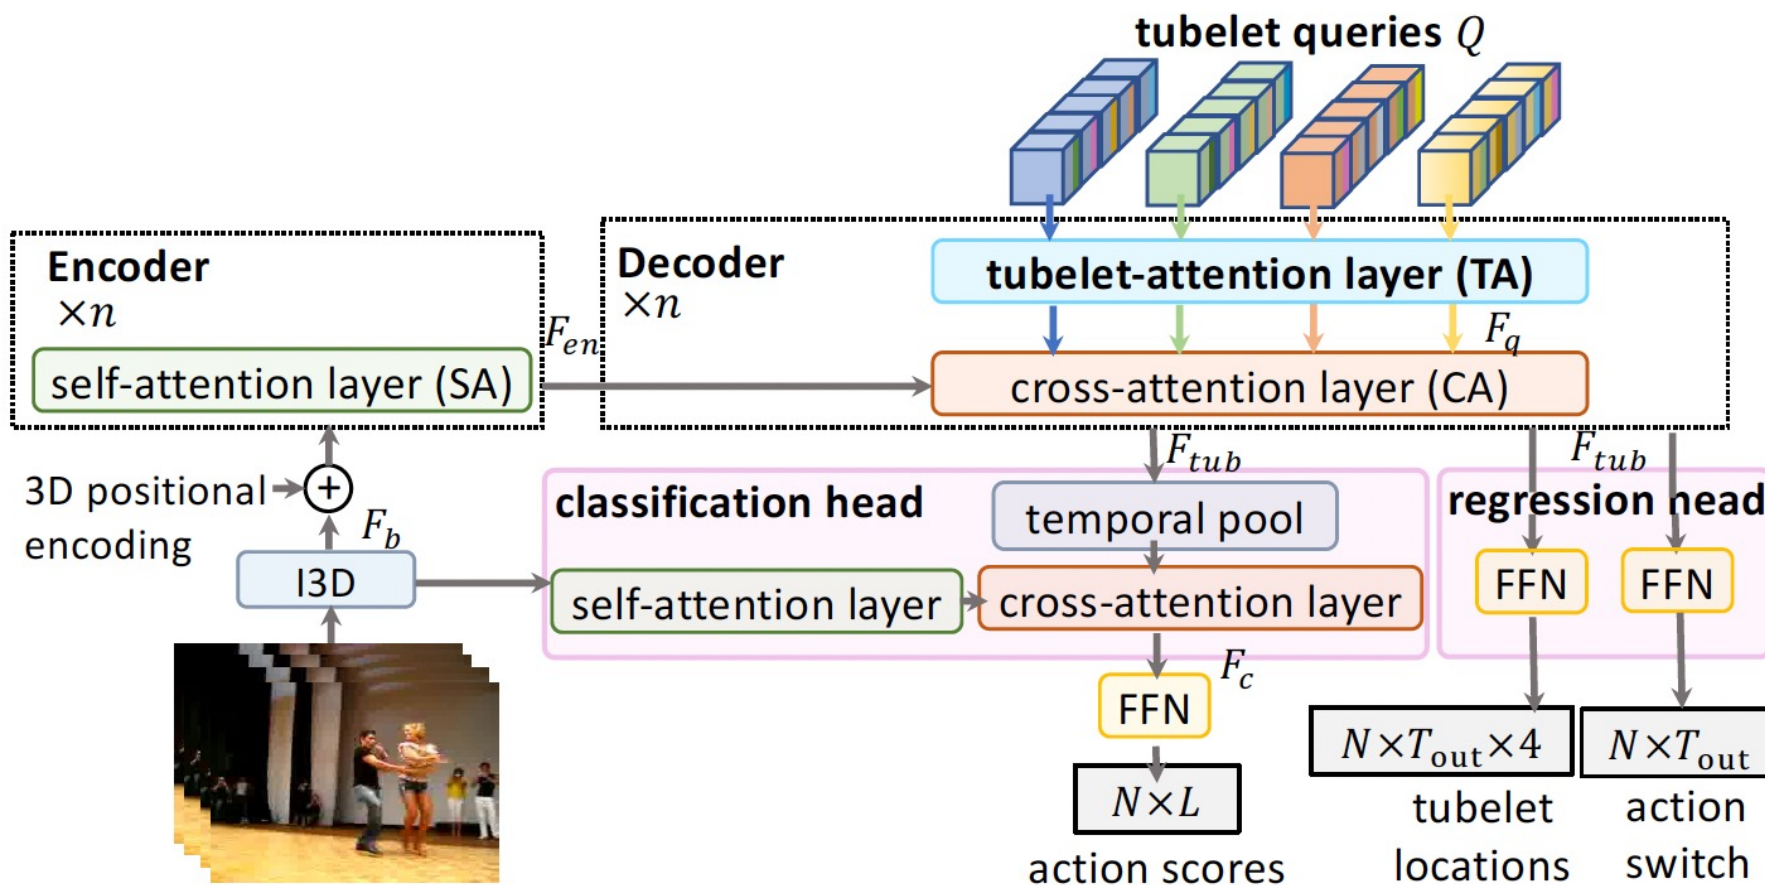 tubelet queries Q
Encoder
×n
self-attention layer (SA)
F_en
Decoder
×n
tubelet-attention layer (TA)
F_q
cross-attention layer (CA)
3D positional
encoding
+
F_b
I3D
classification head
F_tub
temporal pool
self-attention layer
cross-attention layer
F_c
FFN
N×L
action scores
F_tub
regression head
FFN
FFN
N×T_out×4
N×T_out
tubelet
locations
action
switch